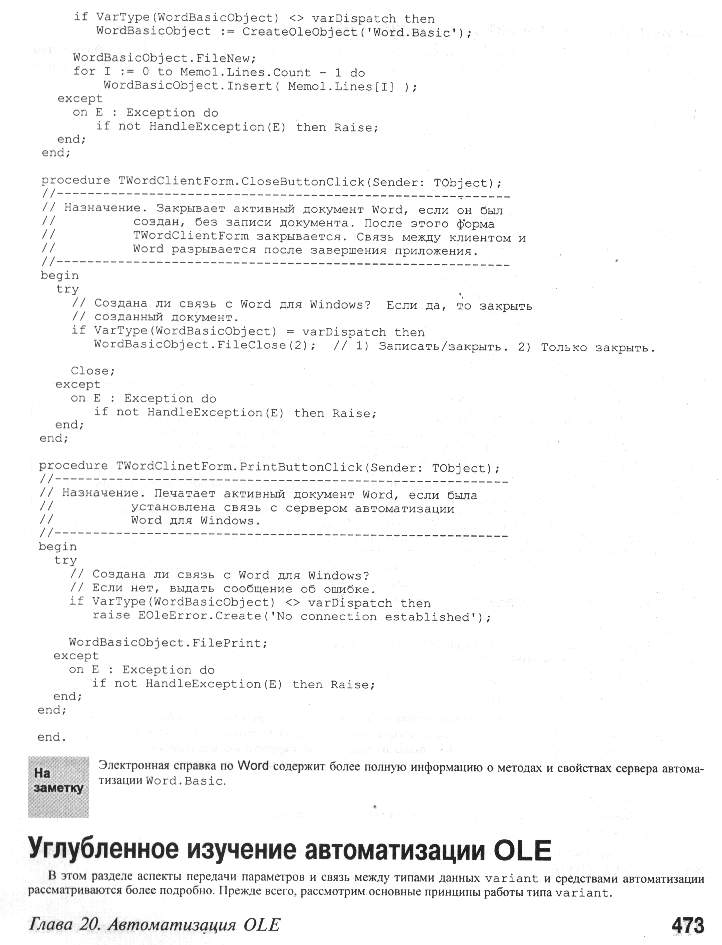 if VarType(WordBasicObject) <> varDispatch then
WordBasicObject := CreateOleObject('Word.Basic');
WordBasicObject.FileNew;
for I := 0 to Memo1.Lines.Count - 1 do
WordBasicObject.Insert( Memo1.Lines[I] );
except
on E : Exception do
if not HandleException(E) then Raise;
end;
end;
procedure TWordClientForm.CloseButtonClick(Sender: TObject);
//----------------------------------------------------------
// Назначение. Закрывает активный документ Word, если он был
// создан, без записи документа. После этого форма
// TWordClientForm закрывается. Связь между клиентом и
// Word разрывается после завершения приложения.
//----------------------------------------------------------
begin
try
// Создана ли связь с Word для Windows? Если да, то закрыть
// созданный документ.
if VarType(WordBasicObject) = varDispatch then
WordBasicObject.FileClose(2); // 1) Записать/закрыть. 2) Только закрыть.
Close;
except
on E : Exception do
if not HandleException(E) then Raise;
end;
end;
procedure TWordClinetForm.PrintButtonClick(Sender: TObject);
//----------------------------------------------------------
// Назначение. Печатает активный документ Word, если была
// установлена связь с сервером автоматизации
// Word для Windows.
//----------------------------------------------------------
begin
try
// Создана ли связь с Word для Windows?
// Если нет, выдать сообщение об ошибке.
if VarType(WordBasicObject) <> varDispatch then
raise EOleError.Create('No connection established');
WordBasicObject.FilePrint;
except
on E : Exception do
if not HandleException(E) then Raise;
end;
end;
end.
На
заметку
Электронная справка по Word содержит более полную информацию о методах и свойствах сервера автома-
тизации Word.Basic.
Углубленное изучение автоматизации OLE
В этом разделе аспекты передачи параметров и связь между типами данных variant и средствами автоматизации
рассматриваются более подробно. Прежде всего, рассмотрим основные принципы работы типа variant.
Глава 20. Автоматизация OLE
473